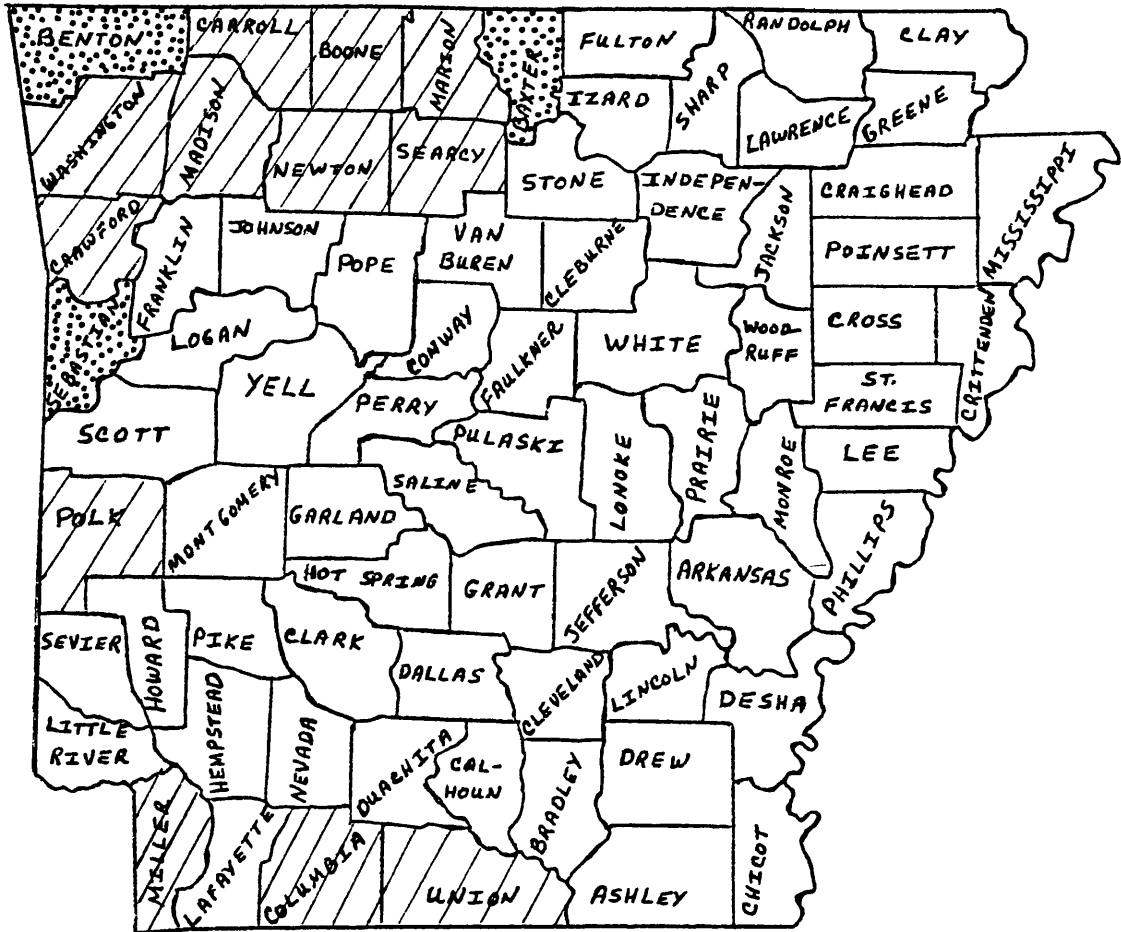 BENTON
CARROLL
BOONE
MARION
BAXTER
FULTON
RANDOLPH
CLAY
IZARD
SHARP
LAWRENCE
GREENE
WASHINGTON
MADISON
NEWTON
SEARCY
STONE
INDEPEN-
DENCE
JACKSON
CRAIGHEAD
MISSISSIPPI
CRAWFORD
FRANKLIN
JOHNSON
POPE
VAN
BUREN
CLEBURNE
POINSETT
SEBASTIAN
LOGAN
CONWAY
FAULKNER
WHITE
WOOD-
RUFF
CROSS
CRITTENDEN
YELL
PERRY
ST.
FRANCIS
SCOTT
PULASKI
LONOKE
PRAIRIE
MONROE
LEE
POLK
MONTGOMERY
GARLAND
SALINE
PHILLIPS
HOT SPRING
GRANT
JEFFERSON
ARKANSAS
SEVIER
HOWARD
PIKE
CLARK
DALLAS
CLEVELAND
LINCOLN
DESHA
LITTLE
RIVER
HEMPSTEAD
NEVADA
OUACHITA
CAL-
HOUN
BRADLEY
DREW
MILLER
LAFAYETTE
COLUMBIA
UNION
ASHLEY
CHICOT